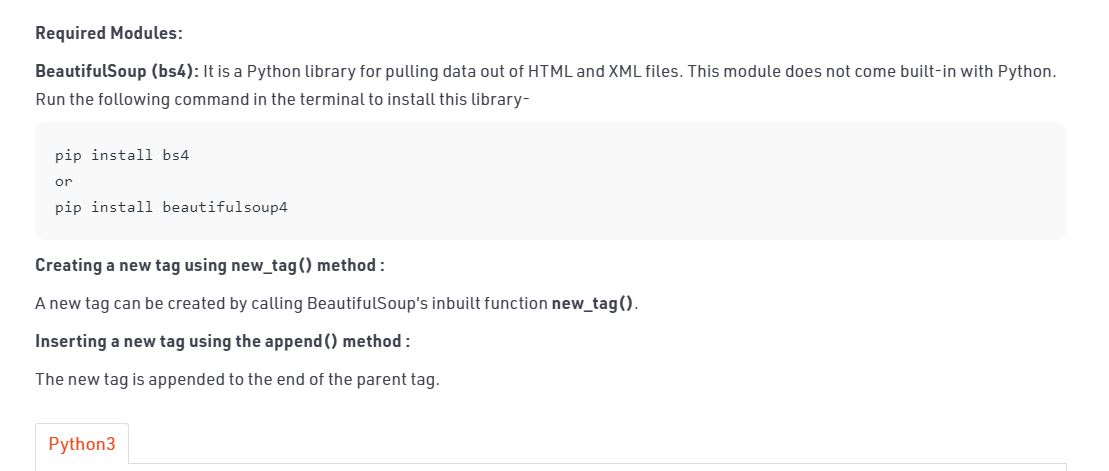 Required Modules:
BeautifulSoup (bs4): It is a Python library for pulling data out of HTML and XML files. This module does not come built-in with Python.
Run the following command in the terminal to install this library-
pip install bs4
or
pip install beautifulsoup4
Creating a new tag using new_tag() method :
A new tag can be created by calling BeautifulSoup's inbuilt function new_tag().
Inserting a new tag using the append() method :
The new tag is appended to the end of the parent tag.
Python3